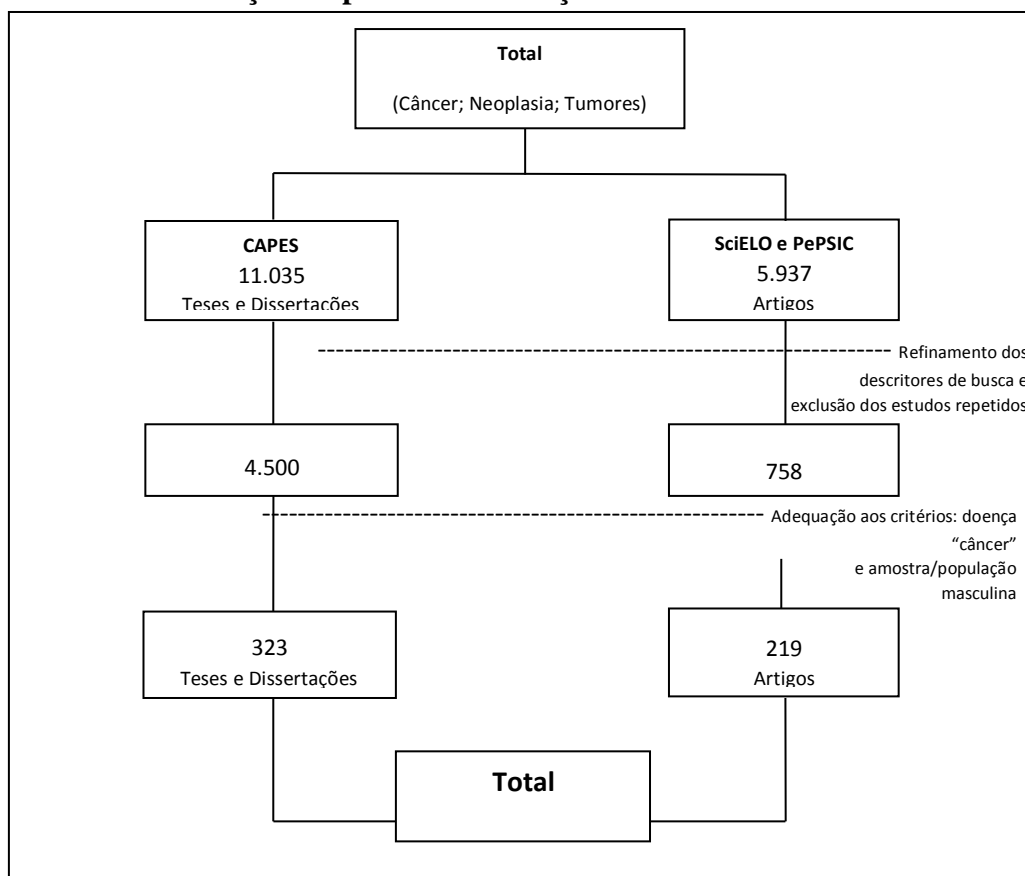 Total
(Câncer; Neoplasia; Tumores)
CAPES
11.035
Teses e Dissertações
SciELO e PePSIC
5.937
Artigos
Refinamento dos
descritores de busca e
exclusão dos estudos repetidos
4.500
758
Adequação aos critérios: doença
“câncer”
e amostra/população
masculina
323
Teses e Dissertações
219
Artigos
Total